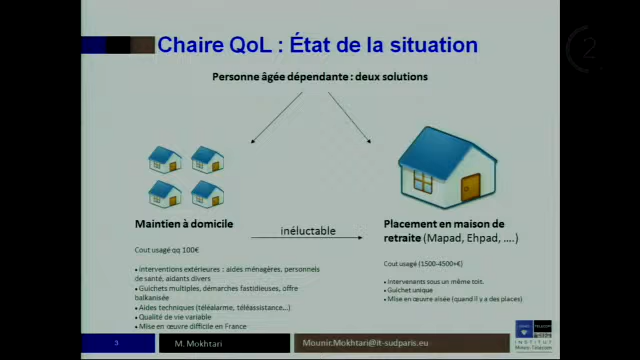 Chaire QoL : État de la situation
Personne âgée dépendante : deux solutions
Maintien à domicile
inéluctable
Placement en maison de
retraite (Mapad, Ehpad, ....)
Cout usagé qq 100€
• Interventions extérieures : aides ménagères, personnels
de santé, aidants divers
• Guichets multiples, démarches fastidieuses, offre
balkanisée
• Aides techniques (téléalarme, téléassistance...)
• Qualité de vie variable
• Mise en œuvre difficile en France
Cout usagé (1500-4500+€)
• Intervenants sous un même toit.
• Guichet unique
• Mise en œuvre aisée (quand il y a des places)
3
M. Mokhtari
Mounir.Mokhtari@it-sudparis.eu
INSTITUT
2